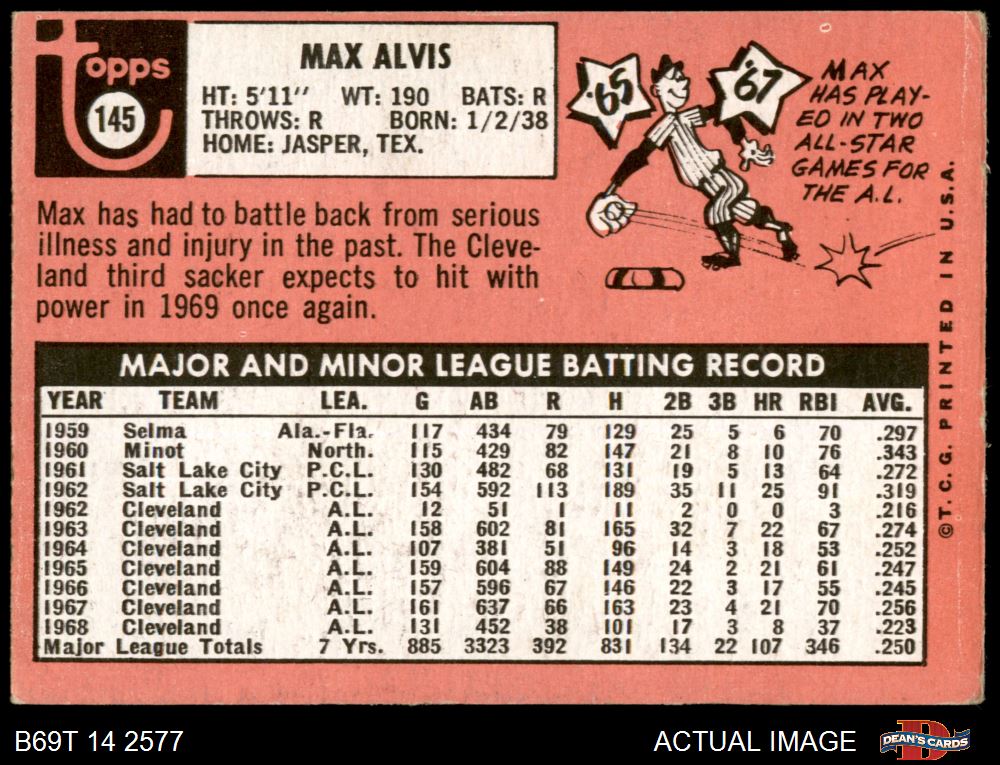 topps
145
MAX ALVIS
HT: 5'11" WT: 190 BATS: R
THROWS: R BORN: 1/2/38
HOME: JASPER, TEX.
'65
'67
MAX
HAS PLAY-
ED IN TWO
ALL-STAR
GAMES FOR
THE A.L.
Max has had to battle back from serious
illness and injury in the past. The Cleve-
land third sacker expects to hit with
power in 1969 once again.
MAJOR AND MINOR LEAGUE BATTING RECORD
YEAR TEAM LEA. G AB R H 2B 3B HR RBI AVG.
1959 Selma Ala.-Fla. 117 434 79 129 25 5 6 70 .297
1960 Minot North. 115 429 82 147 21 8 10 76 .343
1961 Salt Lake City P.C.L. 130 482 68 131 19 5 13 64 .272
1962 Salt Lake City P.C.L. 154 592 113 189 35 11 25 91 .319
1962 Cleveland A.L. 12 51 1 11 2 0 0 3 .216
1963 Cleveland A.L. 158 602 81 165 32 7 22 67 .274
1964 Cleveland A.L. 107 381 51 96 14 3 18 53 .252
1965 Cleveland A.L. 159 604 88 149 24 2 21 61 .247
1966 Cleveland A.L. 157 596 67 146 22 3 17 55 .245
1967 Cleveland A.L. 161 637 66 163 23 4 21 70 .256
1968 Cleveland A.L. 131 452 38 101 17 3 8 37 .223
Major League Totals 7 Yrs. 885 3323 392 831 134 22 107 346 .250
© T. C. G. PRINTED IN U.S.A.
B69T 14 2577
ACTUAL IMAGE
D
DEAN'S CARDS